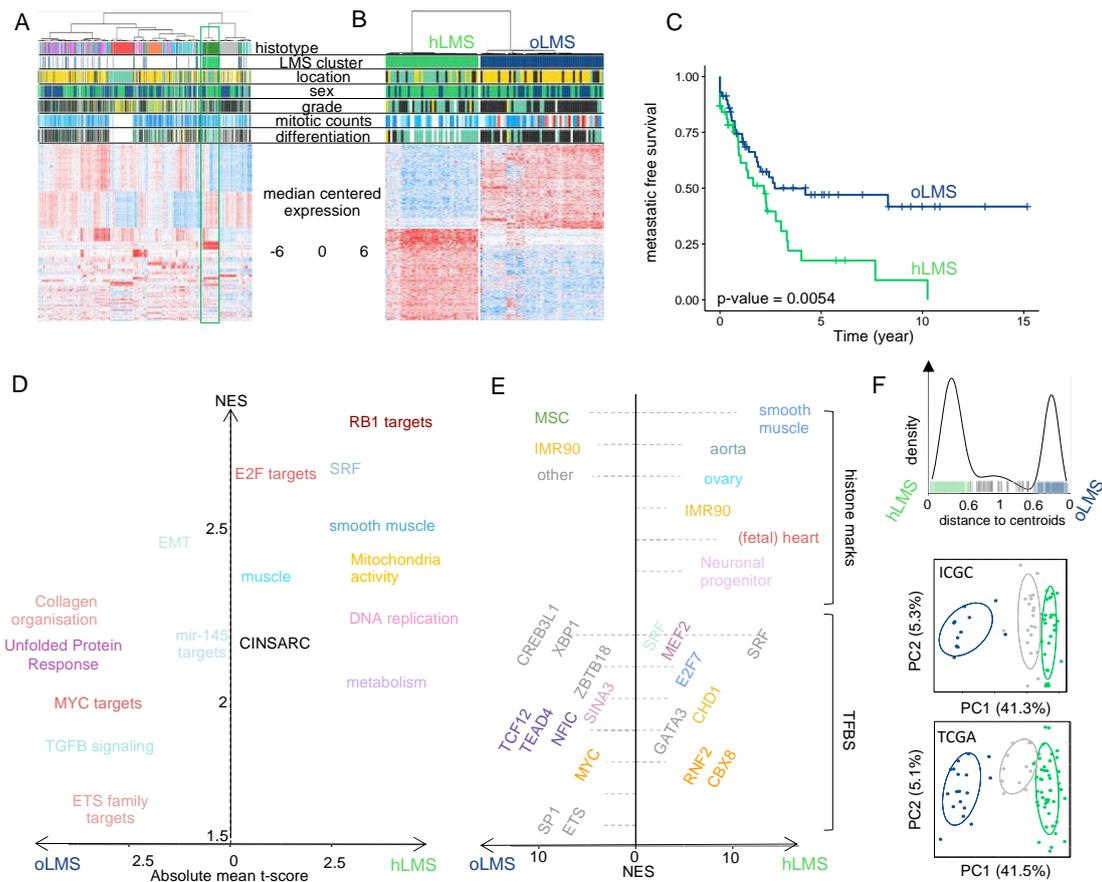 A
histotype
LMS cluster
location
sex
grade
mitotic counts
differentiation
median centered
expression
-6 0 6
B
hLMS oLMS
C
metastatic free survival
1.00
0.75
0.50
0.25
0.00
oLMS
hLMS
p-value = 0.0054
0 5 10 15
Time (year)
D
NES
RB1 targets
E2F targets
SRF
2.5
smooth muscle
EMT
Mitochondria
activity
muscle
Collagen
organisation
DNA replication
mir-145
targets
CINSARC
Unfolded Protein
Response
metabolism
MYC targets
2
TGFB signaling
ETS family
targets
1.5
oLMS 2.5 0 2.5 hLMS
Absolute mean t-score
E
MSC
smooth
muscle
IMR90
aorta
other
ovary
IMR90
(fetal) heart
Neuronal
progenitor
histone marks
CREB3L1
XBP1
SRF
MEF2
SRF
ZBTB18
E2F7
SINA3
CHD1
TCF12
TEAD4
NFIC
GATA3
MYC
RNF2
CBX8
SP1
ETS
TFBS
oLMS 10 0 10 hLMS
NES
F
density
hLMS
oLMS
0 0.6 1 0.6 0
distance to centroids
ICGC
PC2 (5.3%)
PC1 (41.3%)
TCGA
PC2 (5.1%)
PC1 (41.5%)